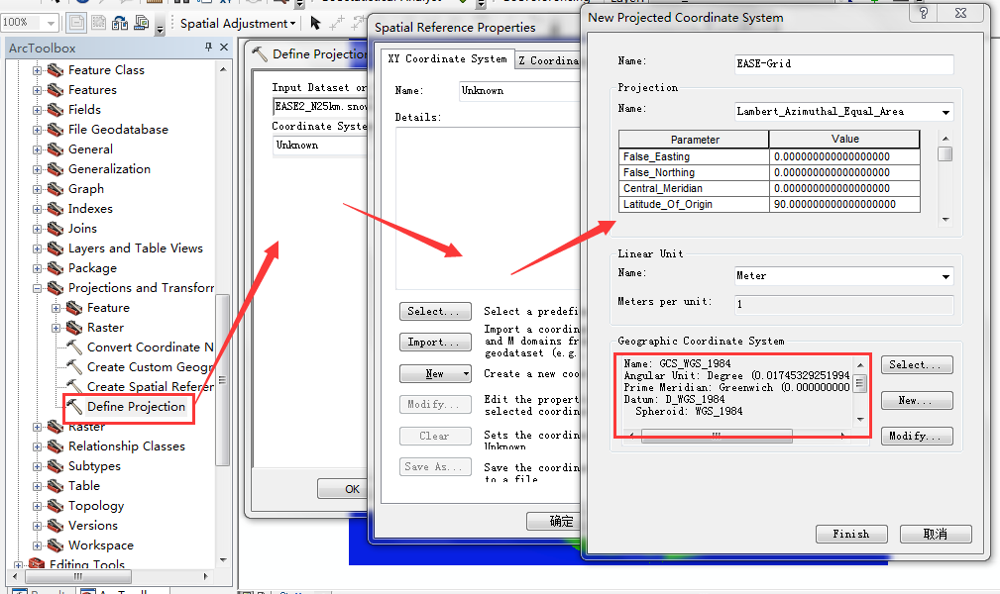 100%
Spatial Adjustment
ArcToolbox
Feature Class
Features
Fields
File Geodatabase
General
Generalization
Graph
Indexes
Joins
Layers and Table Views
Package
Projections and Transfor
Feature
Raster
Convert Coordinate N
Create Custom Geogr
Create Spatial Referer
Define Projection
Raster
Relationship Classes
Subtypes
Table
Topology
Versions
Workspace
Editing Tools
Define Projection
Input Dataset or
EASE2_N25km.snow
Coordinate Syste
Unknown
OK
Spatial Reference Properties
XY Coordinate System
Z Coordina
Name:
Unknown
Details:
Select...
Select a predefi
Import...
Import a coordin
and M domains fr
geodatabase (e.g.
New
Create a new coo
Modify...
Edit the propert
selected coordin
Clear
Sets the coordin
Unknown
Save As...
Save the coordin
to a file
确定
New Projected Coordinate System
Name:
EASE-Grid
Projection
Name:
Lambert_Azimuthal_Equal_Area
Parameter Value
False_Easting 0.000000000000000000
False_Northing 0.000000000000000000
Central_Meridian 0.000000000000000000
Latitude_Of_Origin 90.000000000000000000
Linear Unit
Name:
Meter
Meters per unit:
1
Geographic Coordinate System
Name: GCS_WGS_1984
Angular Unit: Degree (0.01745329251994
Prime Meridian: Greenwich (0.000000000
Datum: D_WGS_1984
Spheroid: WGS_1984
Select...
New...
Modify...
Finish
取消